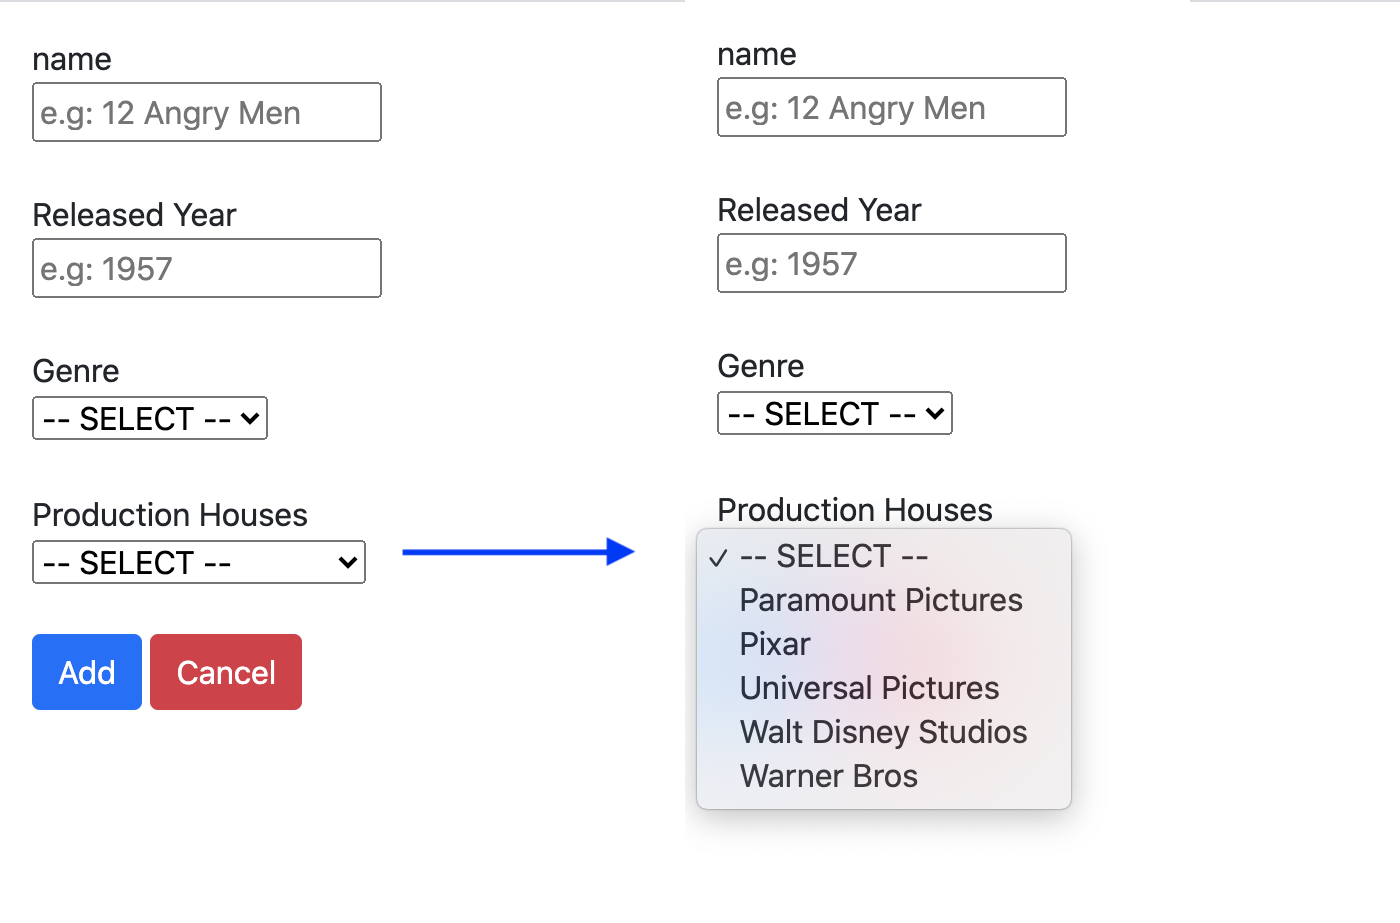 name
e.g: 12 Angry Men
Released Year
e.g: 1957
Genre
-- SELECT --
Production Houses
-- SELECT --
Add Cancel
name
e.g: 12 Angry Men
Released Year
e.g: 1957
Genre
-- SELECT --
Production Houses
✓ -- SELECT --
Paramount Pictures
Pixar
Universal Pictures
Walt Disney Studios
Warner Bros